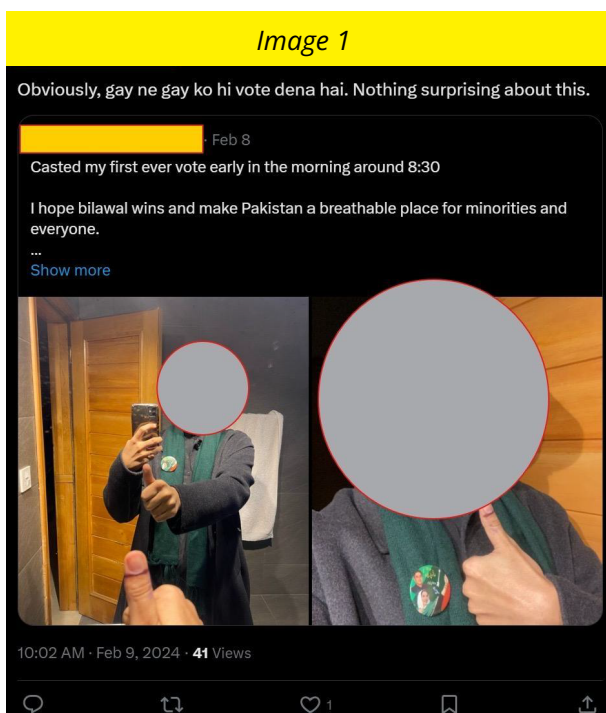 Image 1
Obviously, gay ne gay ko hi vote dena hai. Nothing surprising about this.
· Feb 8
Casted my first ever vote early in the morning around 8:30
I hope bilawal wins and make Pakistan a breathable place for minorities and
everyone.
...
Show more
10:02 AM · Feb 9, 2024 · 41 Views
1